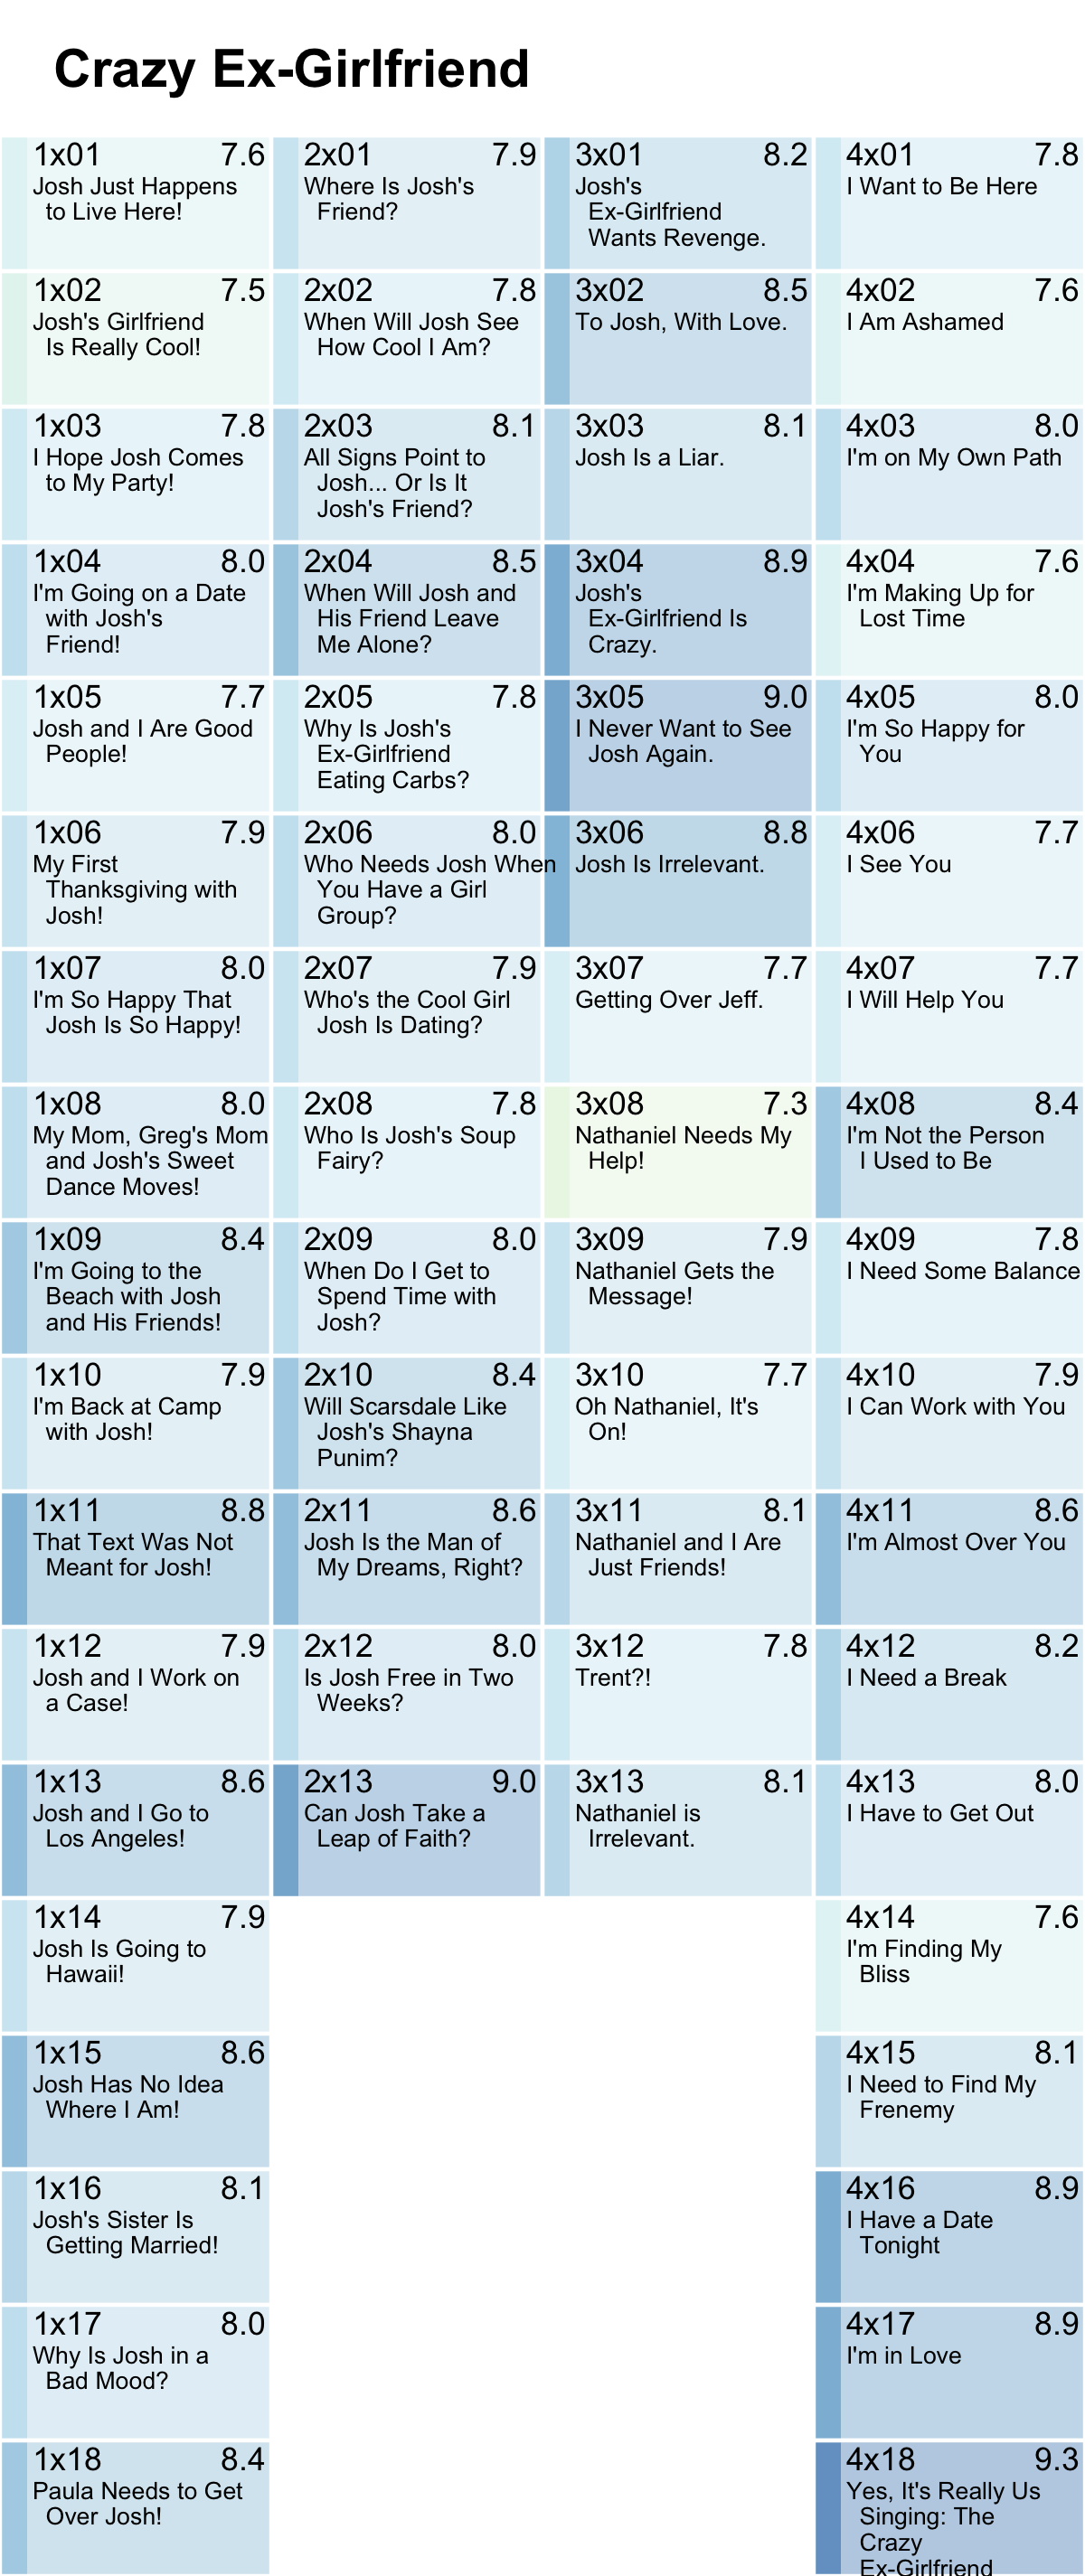 Crazy Ex-Girlfriend
1x01 7.6
Josh Just Happens
to Live Here!
1x02 7.5
Josh's Girlfriend
Is Really Cool!
1x03 7.8
I Hope Josh Comes
to My Party!
1x04 8.0
I'm Going on a Date
with Josh's
Friend!
1x05 7.7
Josh and I Are Good
People!
1x06 7.9
My First
Thanksgiving with
Josh!
1x07 8.0
I'm So Happy That
Josh Is So Happy!
1x08 8.0
My Mom, Greg's Mom
and Josh's Sweet
Dance Moves!
1x09 8.4
I'm Going to the
Beach with Josh
and His Friends!
1x10 7.9
I'm Back at Camp
with Josh!
1x11 8.8
That Text Was Not
Meant for Josh!
1x12 7.9
Josh and I Work on
a Case!
1x13 8.6
Josh and I Go to
Los Angeles!
1x14 7.9
Josh Is Going to
Hawaii!
1x15 8.6
Josh Has No Idea
Where I Am!
1x16 8.1
Josh's Sister Is
Getting Married!
1x17 8.0
Why Is Josh in a
Bad Mood?
1x18 8.4
Paula Needs to Get
Over Josh!
2x01 7.9
Where Is Josh's
Friend?
2x02 7.8
When Will Josh See
How Cool I Am?
2x03 8.1
All Signs Point to
Josh... Or Is It
Josh's Friend?
2x04 8.5
When Will Josh and
His Friend Leave
Me Alone?
2x05 7.8
Why Is Josh's
Ex-Girlfriend
Eating Carbs?
2x06 8.0
Who Needs Josh When
You Have a Girl
Group?
2x07 7.9
Who's the Cool Girl
Josh Is Dating?
2x08 7.8
Who Is Josh's Soup
Fairy?
2x09 8.0
When Do I Get to
Spend Time with
Josh?
2x10 8.4
Will Scarsdale Like
Josh's Shayna
Punim?
2x11 8.6
Josh Is the Man of
My Dreams, Right?
2x12 8.0
Is Josh Free in Two
Weeks?
2x13 9.0
Can Josh Take a
Leap of Faith?
3x01 8.2
Josh's
Ex-Girlfriend
Wants Revenge.
3x02 8.5
To Josh, With Love.
3x03 8.1
Josh Is a Liar.
3x04 8.9
Josh's
Ex-Girlfriend Is
Crazy.
3x05 9.0
I Never Want to See
Josh Again.
3x06 8.8
Josh Is Irrelevant.
3x07 7.7
Getting Over Jeff.
3x08 7.3
Nathaniel Needs My
Help!
3x09 7.9
Nathaniel Gets the
Message!
3x10 7.7
Oh Nathaniel, It's
On!
3x11 8.1
Nathaniel and I Are
Just Friends!
3x12 7.8
Trent?!
3x13 8.1
Nathaniel is
Irrelevant.
4x01 7.8
I Want to Be Here
4x02 7.6
I Am Ashamed
4x03 8.0
I'm on My Own Path
4x04 7.6
I'm Making Up for
Lost Time
4x05 8.0
I'm So Happy for
You
4x06 7.7
I See You
4x07 7.7
I Will Help You
4x08 8.4
I'm Not the Person
I Used to Be
4x09 7.8
I Need Some Balance
4x10 7.9
I Can Work with You
4x11 8.6
I'm Almost Over You
4x12 8.2
I Need a Break
4x13 8.0
I Have to Get Out
4x14 7.6
I'm Finding My
Bliss
4x15 8.1
I Need to Find My
Frenemy
4x16 8.9
I Have a Date
Tonight
4x17 8.9
I'm in Love
4x18 9.3
Yes, It's Really Us
Singing: The
Crazy
Ex-Girlfriend